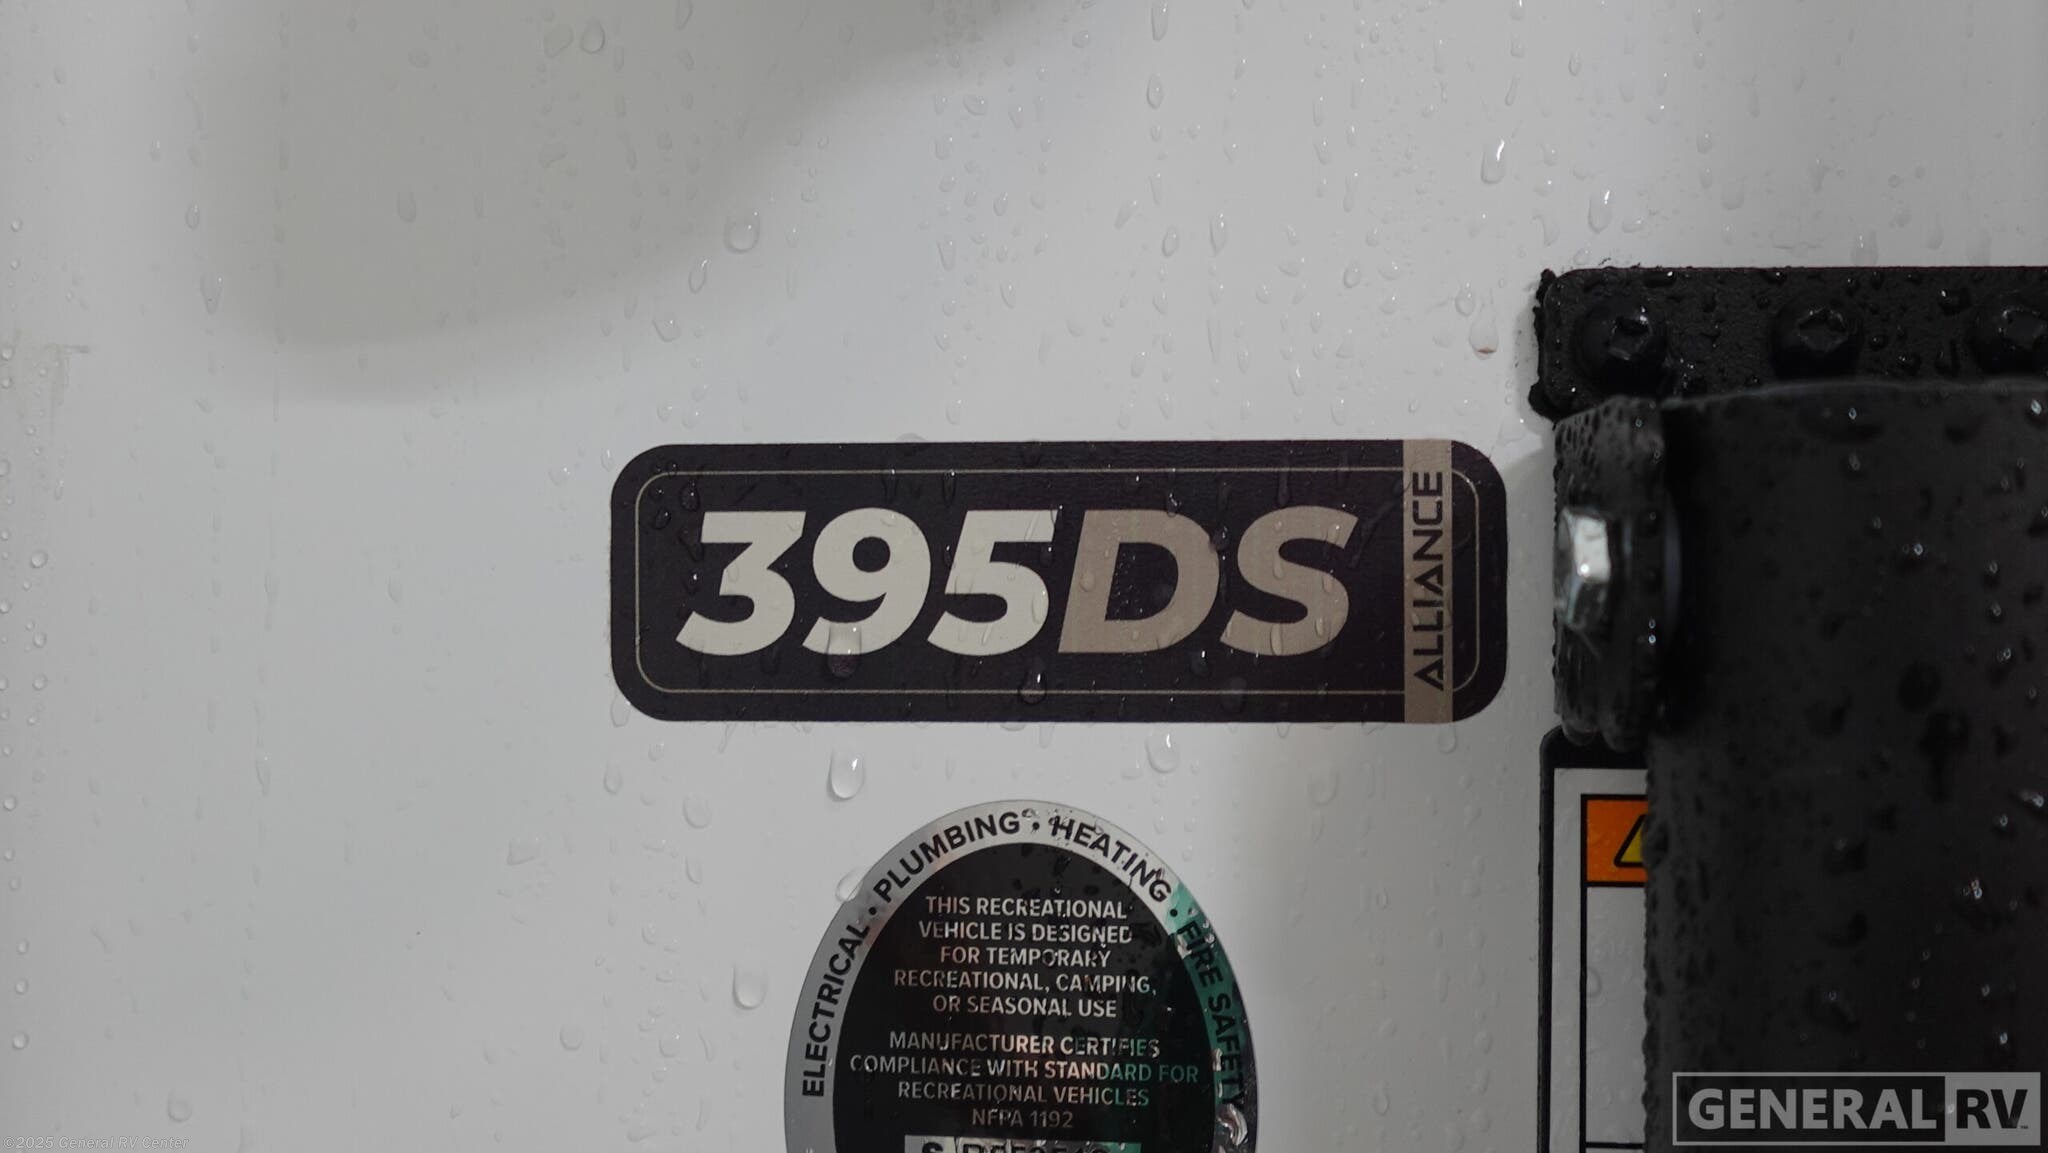 395DS
ALLIANCE
ELECTRICAL • PLUMBING • HEATING • FIRE SAFETY
THIS RECREATIONAL
VEHICLE IS DESIGNED
FOR TEMPORARY
RECREATIONAL, CAMPING,
OR SEASONAL USE
MANUFACTURER CERTIFIES
COMPLIANCE WITH STANDARD FOR
RECREATIONAL VEHICLES
NFPA 1192
GENERAL RV
©2025 General RV Center